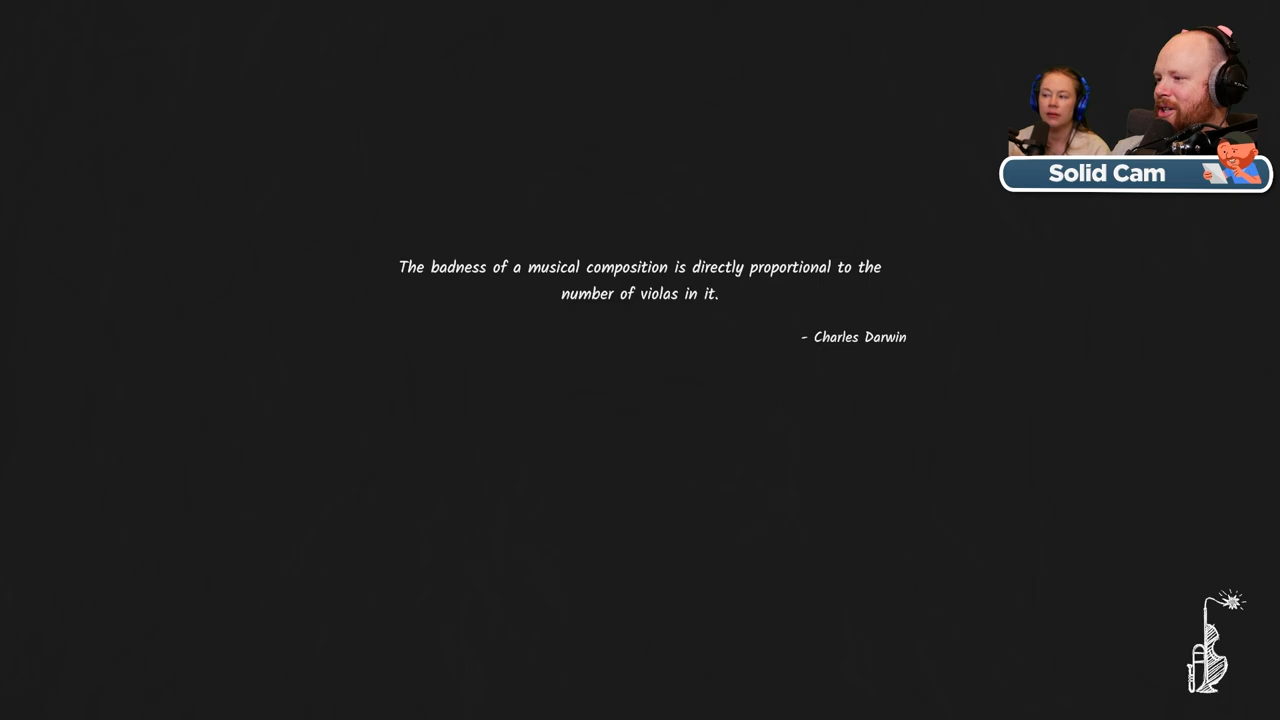 Solid Cam
The badness of a musical composition is directly proportional to the
number of violas in it.
- Charles Darwin